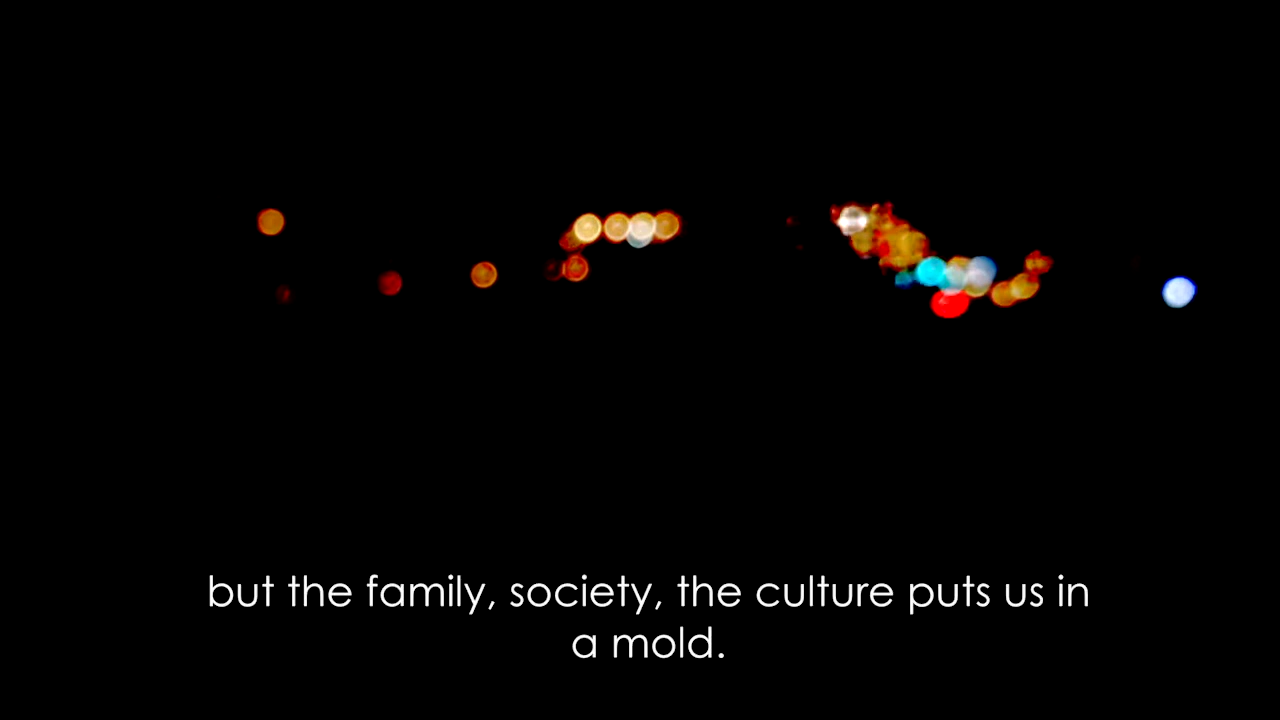 but the family, society, the culture puts us in
a mold.